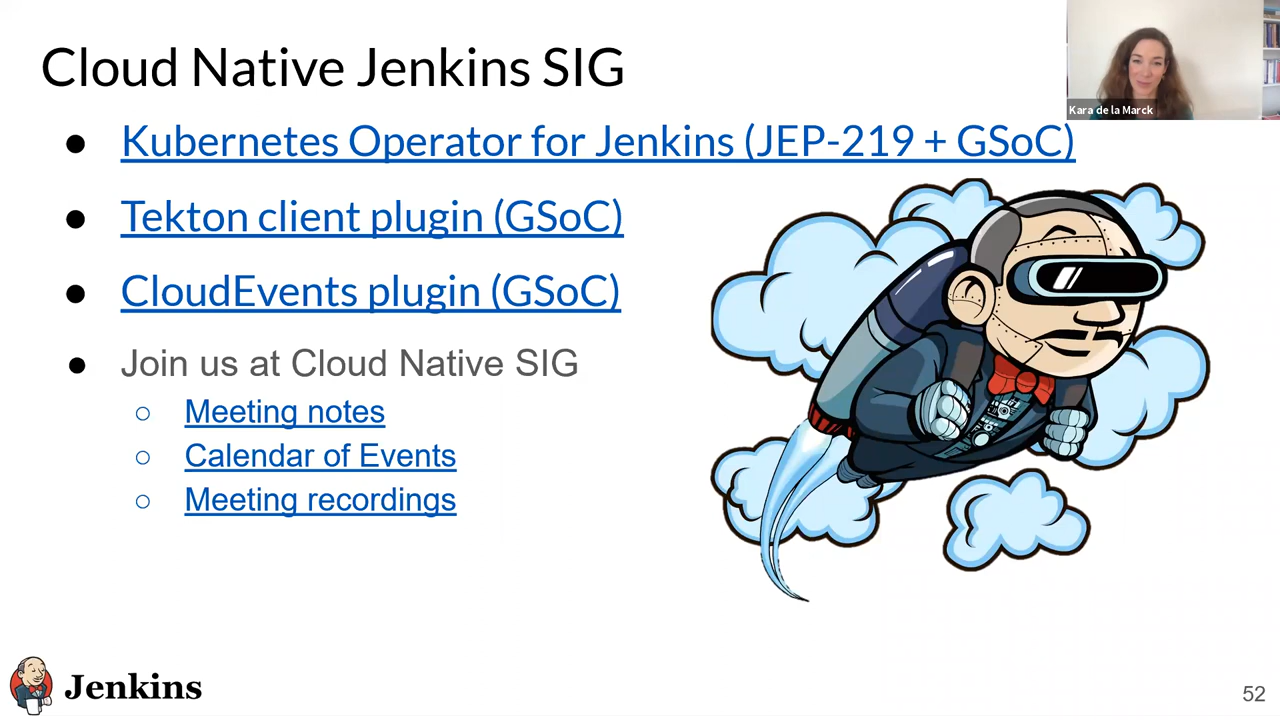 Cloud Native Jenkins SIG
Kara de la Marck
● Kubernetes Operator for Jenkins (JEP-219 + GSoC)
● Tekton client plugin (GSoC)
● CloudEvents plugin (GSoC)
● Join us at Cloud Native SIG
○ Meeting notes
○ Calendar of Events
○ Meeting recordings
Jenkins
52